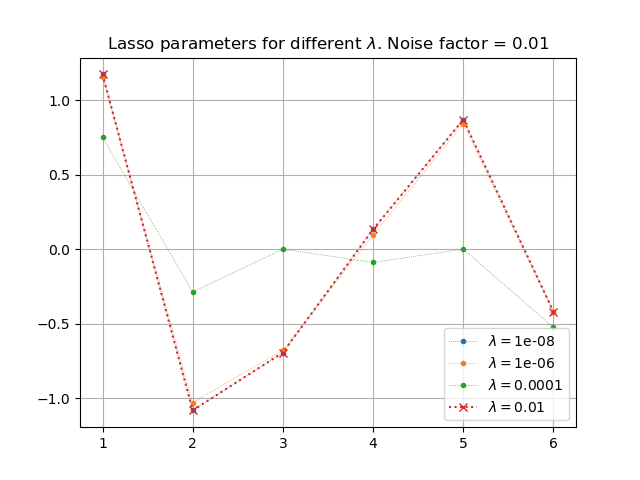 Lasso parameters for different λ. Noise factor = 0.01
1.0
0.5
0.0
−0.5
−1.0
λ = 1e-08
λ = 1e-06
λ = 0.0001
λ = 0.01
1 2 3 4 5 6